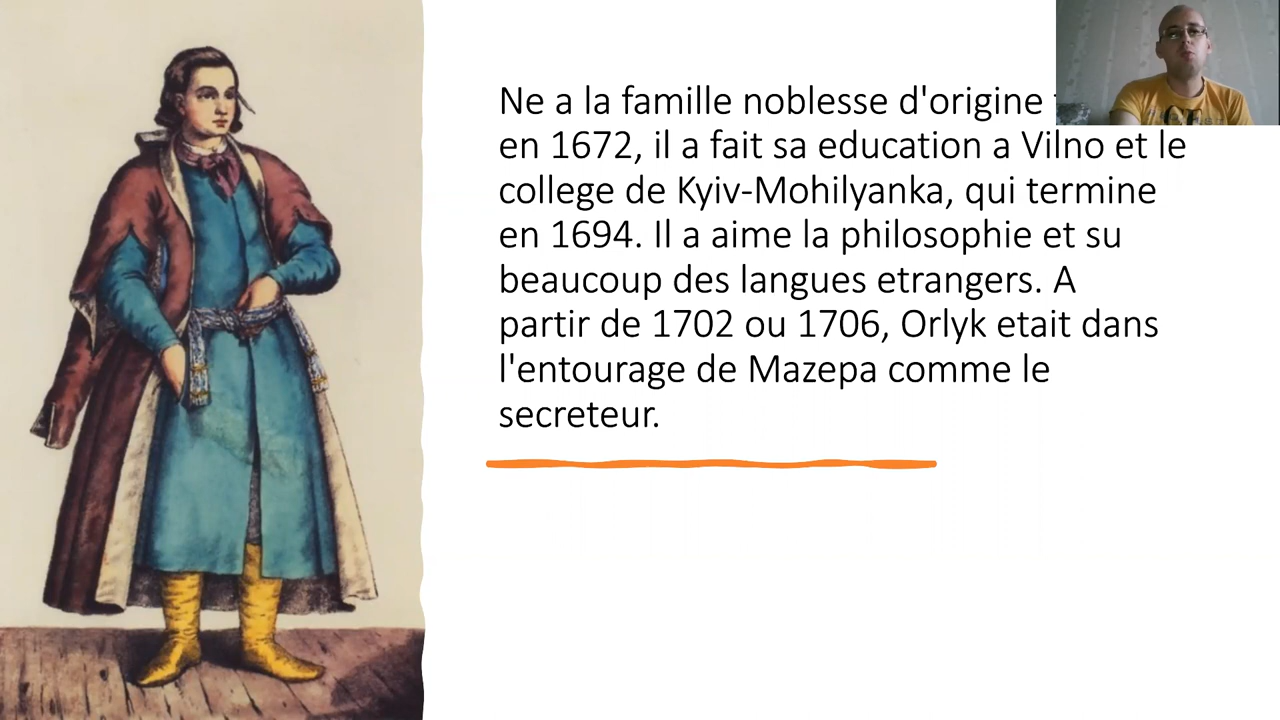 Ne a la famille noblesse d'origine
en 1672, il a fait sa education a Vilno et le
college de Kyiv-Mohilyanka, qui termine
en 1694. Il a aime la philosophie et su
beaucoup des langues etrangers. A
partir de 1702 ou 1706, Orlyk etait dans
l'entourage de Mazepa comme le
secreteur.